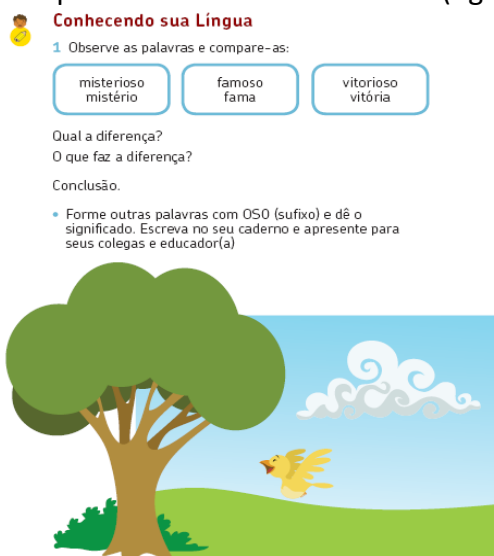 Conhecendo sua Língua
1 Observe as palavras e compare-as:
misterioso
mistério
famoso
fama
vitorioso
vitória
Qual a diferença?
O que faz a diferença?
Conclusão.
• Forme outras palavras com OSO (sufixo) e dê o
significado. Escreva no seu caderno e apresente para
seus colegas e educador(a)